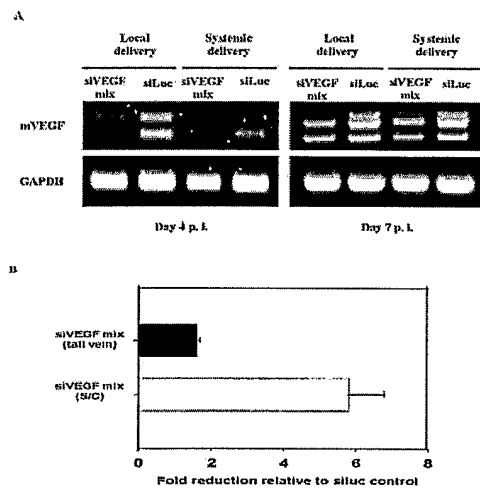 A
Local delivery
Systemic delivery
Local delivery
Systemic delivery
siVEGF mix
siLuc
siVEGF mix
siLuc
siVEGF mix
siLuc
siVEGF mix
siLuc
mVEGF
GAPDH
Day 4 p. i.
Day 7 p. i.
B
siVEGF mix
(tail vein)
siVEGF mix
(S/C)
0 2 4 6 8
Fold reduction relative to siluc control